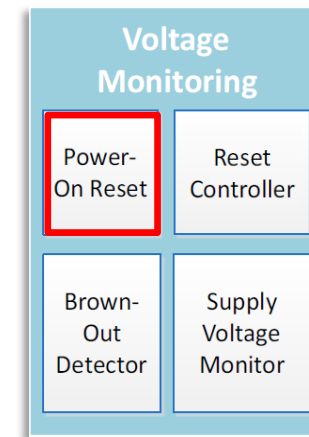 Voltage
Monitoring
Power-
On Reset
Reset
Controller
Brown-
Out
Detector
Supply
Voltage
Monitor